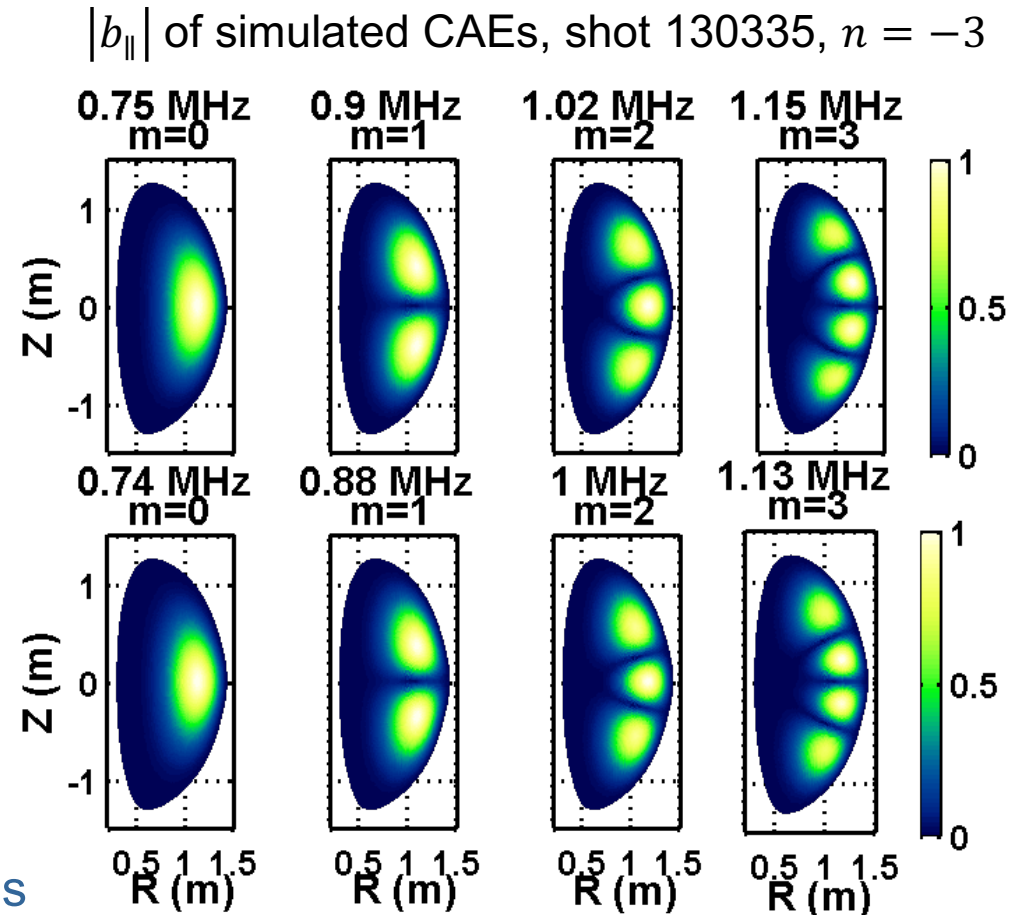 |b∥| of simulated CAEs, shot 130335, n = −3
0.75 MHz 0.9 MHz 1.02 MHz 1.15 MHz
m=0 m=1 m=2 m=3
1
0
-1
Z (m)
1
0.5
0
0.74 MHz 0.88 MHz 1 MHz 1.13 MHz
m=0 m=1 m=2 m=3
1
0
-1
Z (m)
1
0.5
0
0.5 1 1.5 0.5 1 1.5 0.5 1 1.5 0.5 1 1.5
R (m) R (m) R (m) R (m)
s